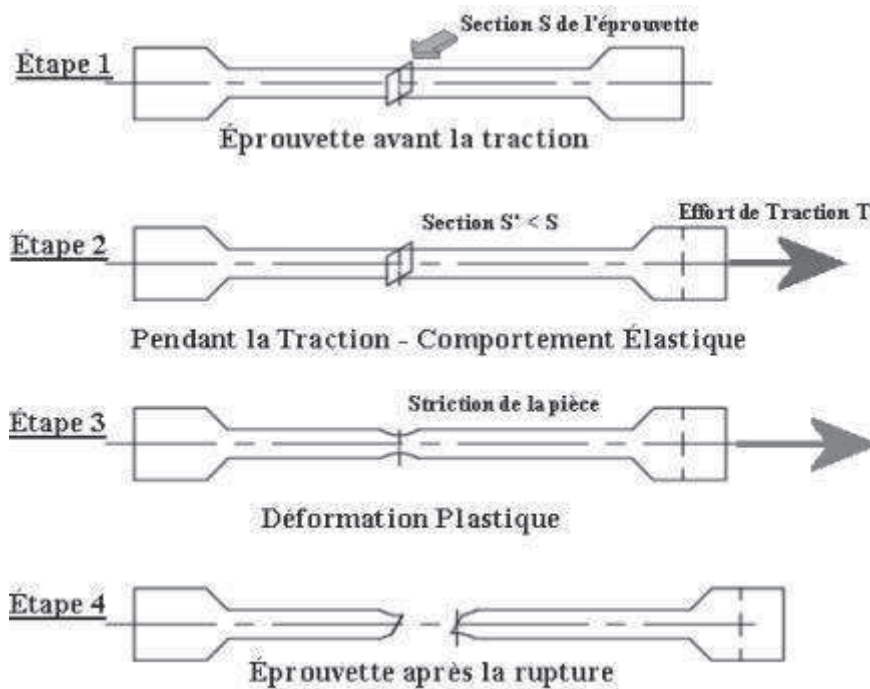 Section S de l'éprouvette
Étape 1
Éprouvette avant la traction
Effort de Traction T
Section S' < S
Étape 2
Pendant la Traction - Comportement Élastique
Striction de la pièce
Étape 3
Déformation Plastique
Étape 4
Éprouvette après la rupture